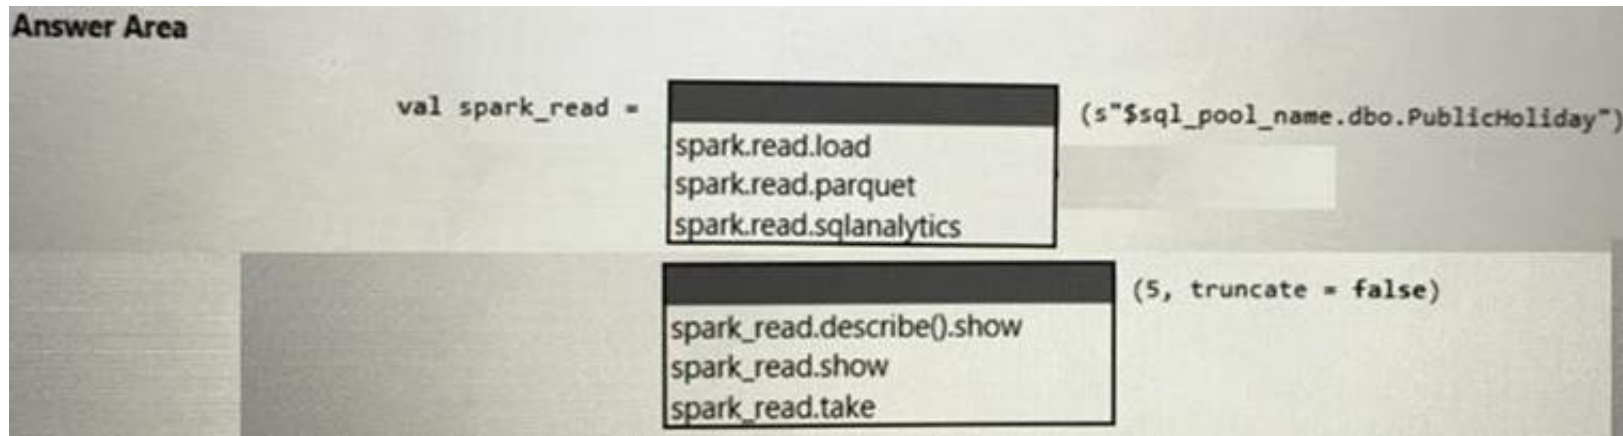 Answer Area
val spark_read = (s"$sql_pool_name.dbo.PublicHoliday")
spark.read.load
spark.read.parquet
spark.read.sqlanalytics
(5, truncate = false)
spark_read.describe().show
spark_read.show
spark_read.take